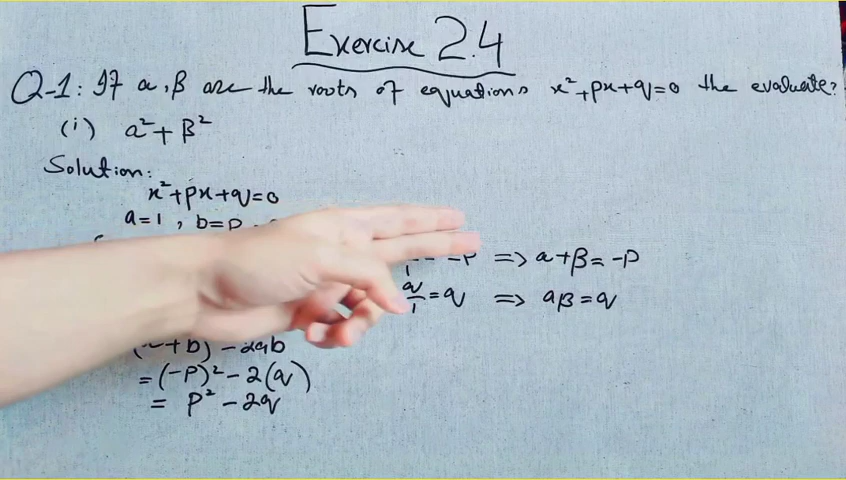 Exercise 2.4
Q-1: If α, β are the roots of equations x²+px+q=0 the evaluate?
(i) α²+β²
Solution:
x²+px+q=0
a=1, b=p
-p => α+β=-p
q/1=q => αβ=q
+b) - 2ab
=(-p)²-2(q)
= p²-2q